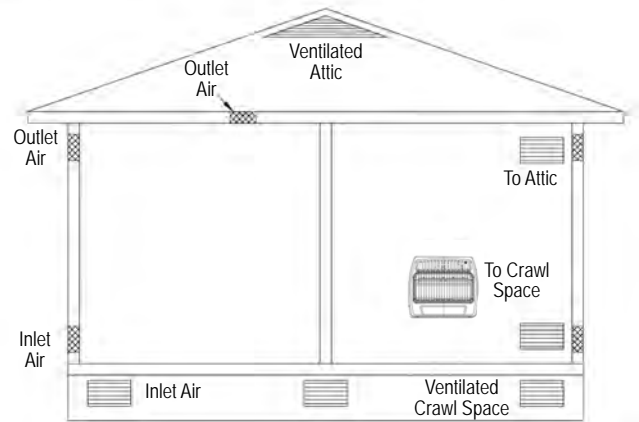 Ventilated
Attic
Outlet
Air
Outlet
Air
To Attic
To Crawl
Space
Inlet
Air
Inlet Air
Ventilated
Crawl Space